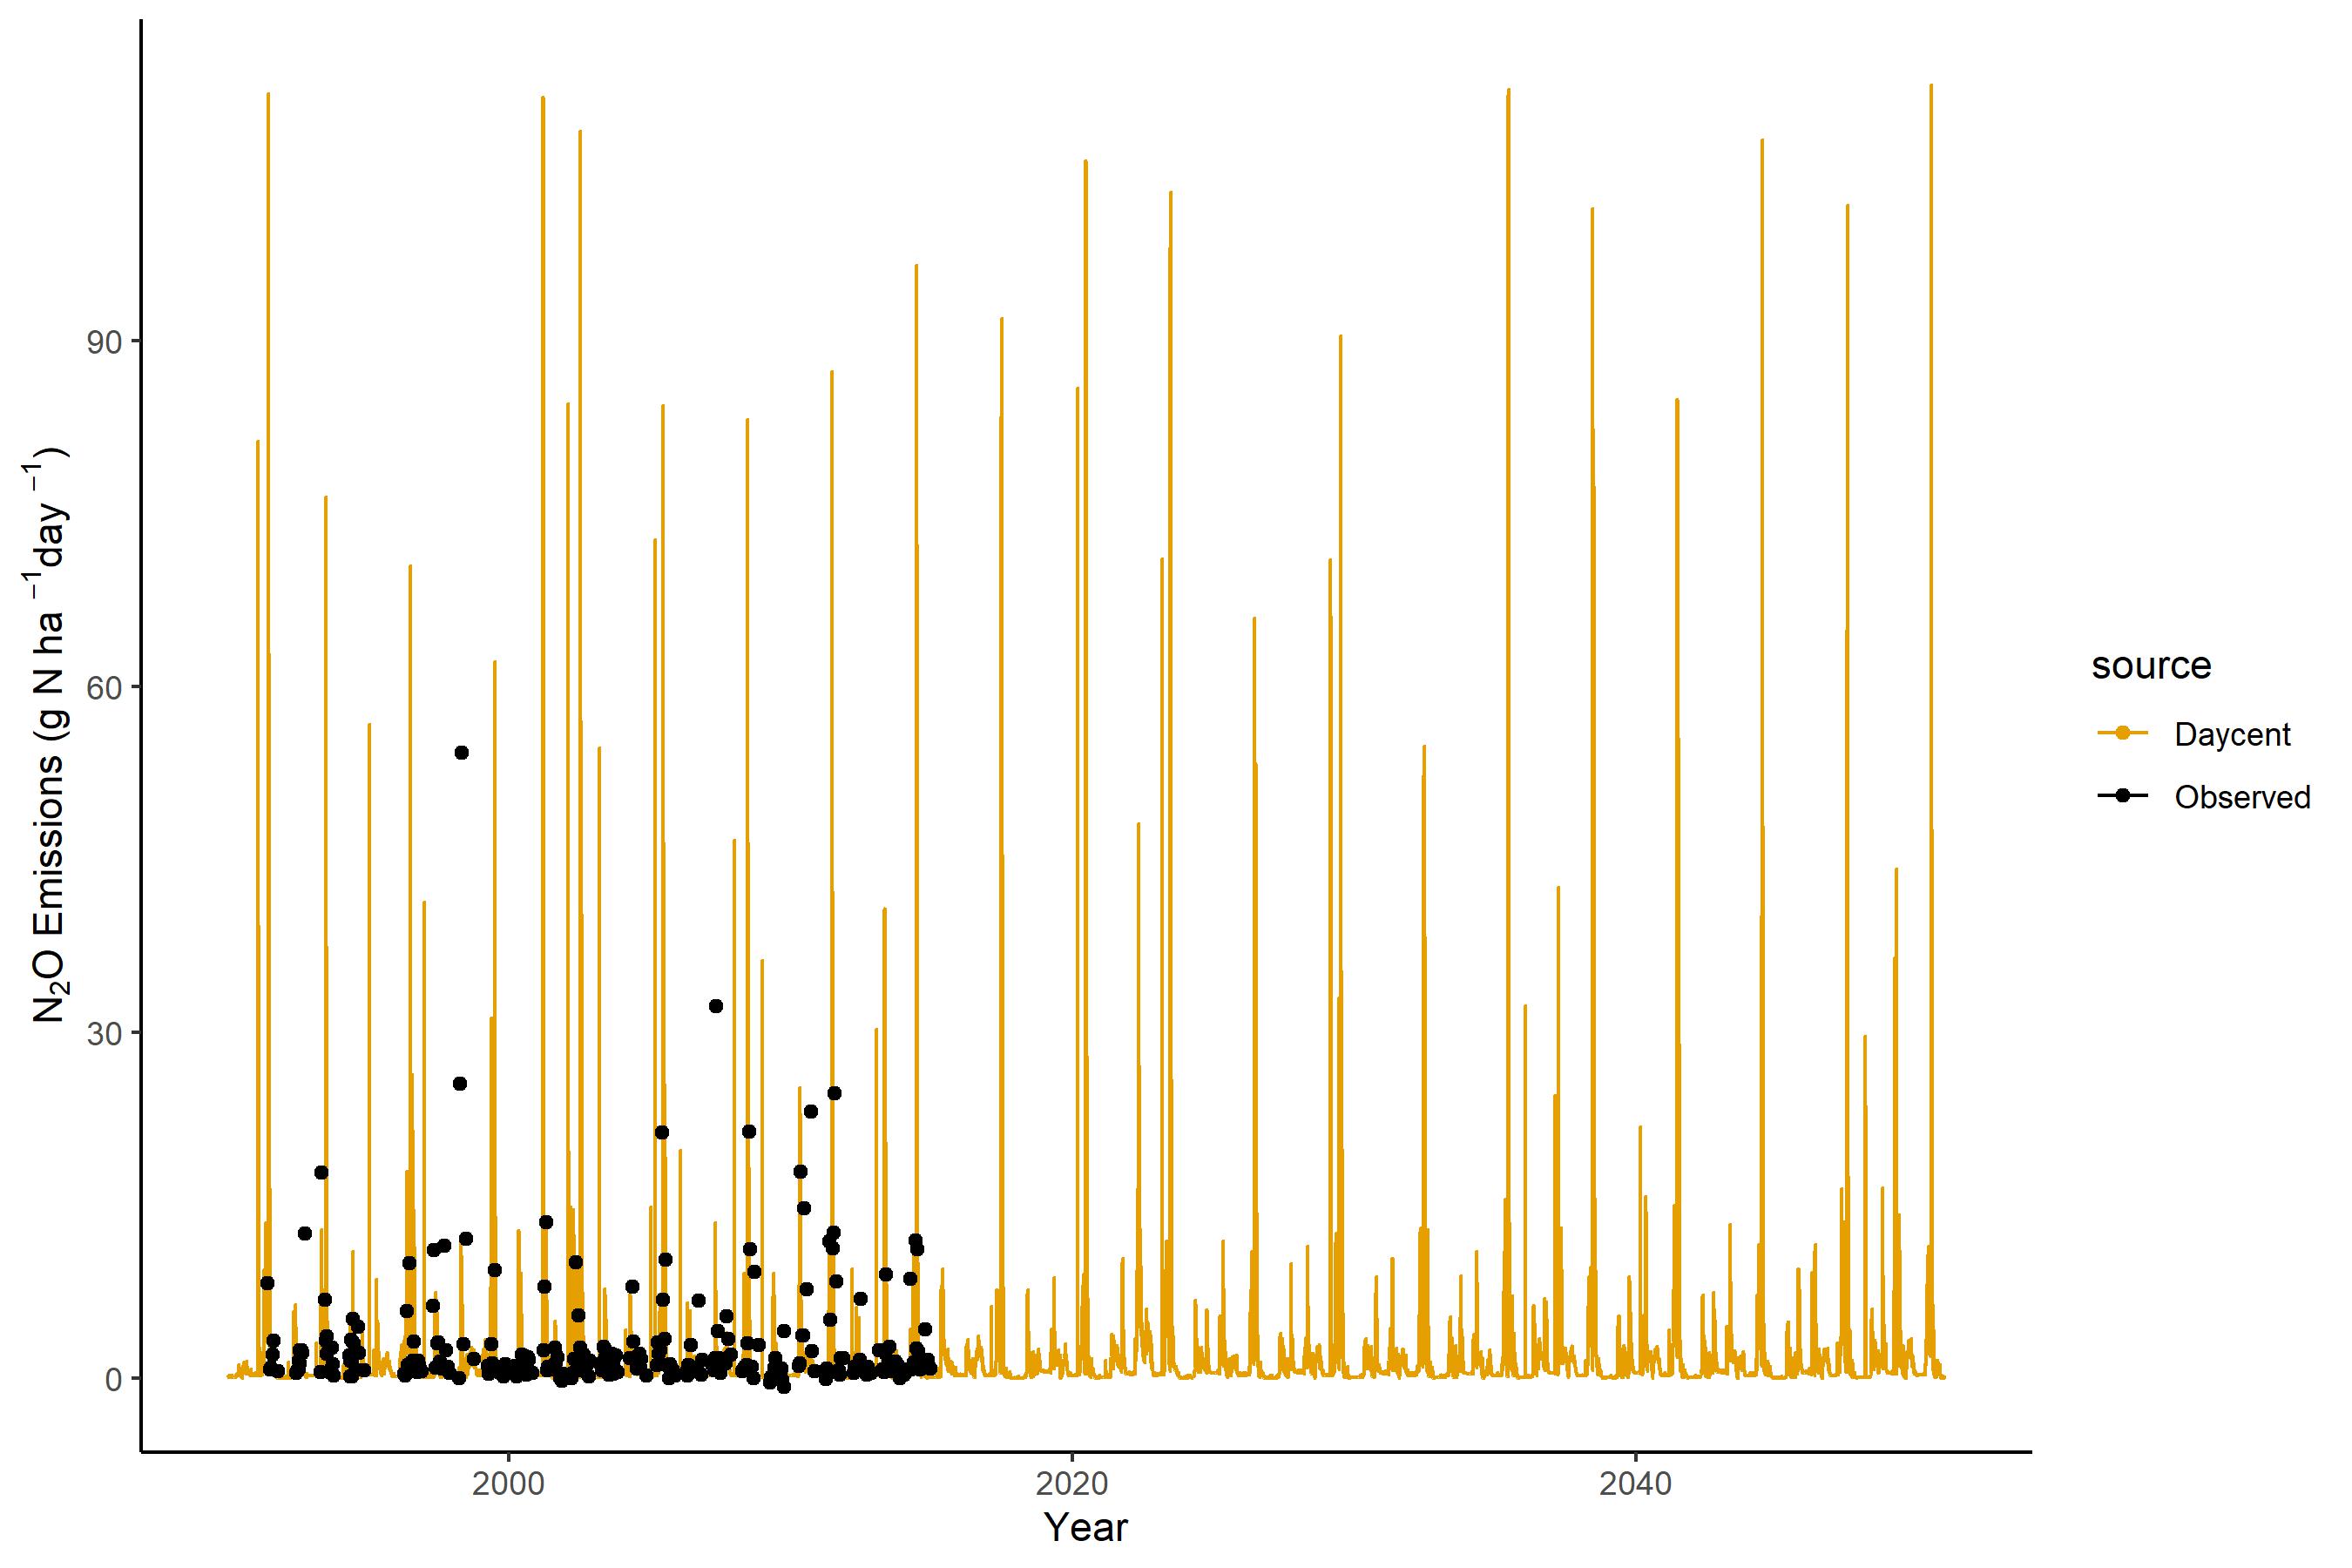 N₂O Emissions (g N ha ⁻¹day ⁻¹)
90
60
30
0
2000
2020
2040
Year
source
Daycent
Observed